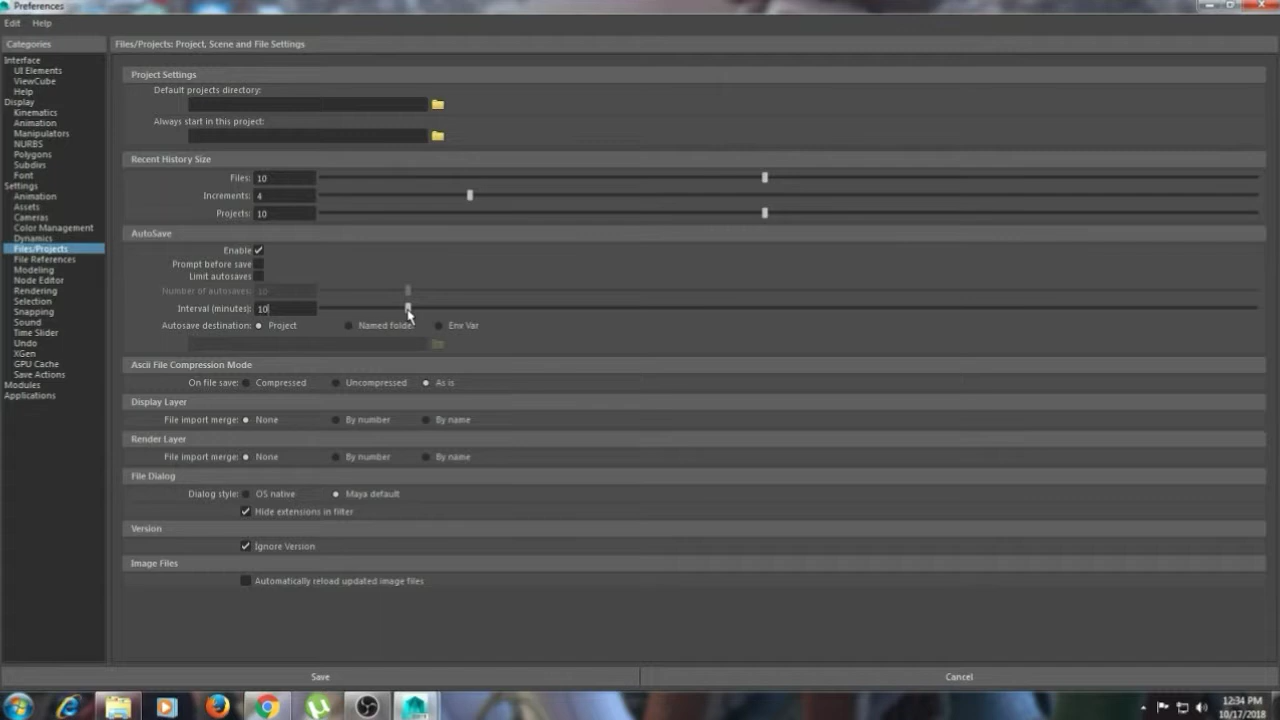 Preferences
Edit Help
Categories
Interface
UI Elements
ViewCube
Help
Display
Kinematics
Animation
Manipulators
NURBS
Polygons
Subdivs
Font
Settings
Animation
Assets
Cameras
Color Management
Dynamics
Files/Projects
File References
Modeling
Node Editor
Rendering
Selection
Snapping
Sound
Time Slider
Undo
XGen
GPU Cache
Save Actions
Modules
Applications
Files/Projects: Project, Scene and File Settings
Project Settings
Default projects directory:
Always start in this project:
Recent History Size
Files: 10
Increments: 4
Projects: 10
AutoSave
Enable
Prompt before save
Limit autosaves
Number of autosaves: 10
Interval (minutes): 10
Autosave destination: Project Named folder Env Var
Ascii File Compression Mode
On file save: Compressed Uncompressed As is
Display Layer
File import merge: None By number By name
Render Layer
File import merge: None By number By name
File Dialog
Dialog style: OS native Maya default
Hide extensions in filter
Version
Ignore Version
Image Files
Automatically reload updated image files
Save Cancel
12:34 PM
10/17/2018